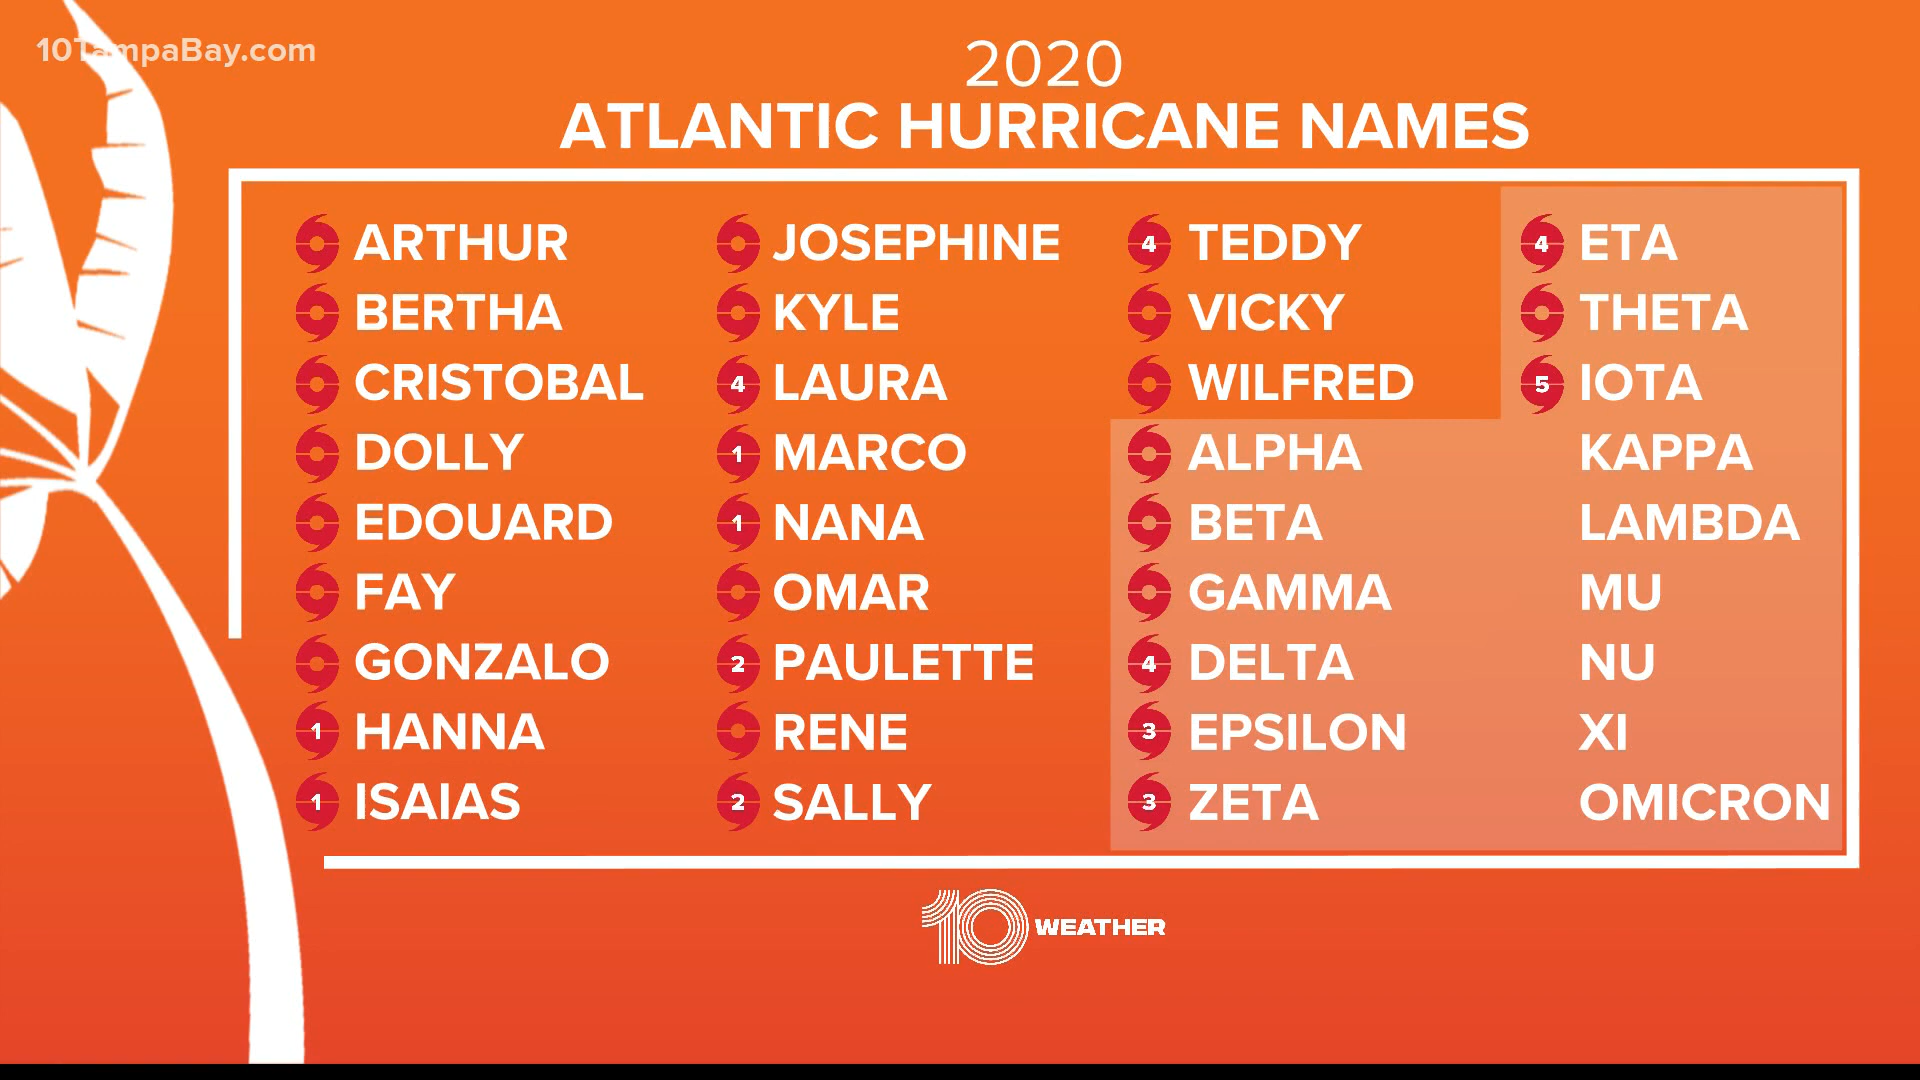 10TampaBay.com
2020
ATLANTIC HURRICANE NAMES
ARTHUR
BERTHA
CRISTOBAL
DOLLY
EDOUARD
FAY
GONZALO
1 HANNA
1 ISAIAS
JOSEPHINE
KYLE
4 LAURA
1 MARCO
1 NANA
OMAR
2 PAULETTE
RENE
2 SALLY
4 TEDDY
VICKY
WILFRED
ALPHA
BETA
GAMMA
4 DELTA
3 EPSILON
3 ZETA
4 ETA
THETA
5 IOTA
KAPPA
LAMBDA
MU
NU
XI
OMICRON
10 WEATHER